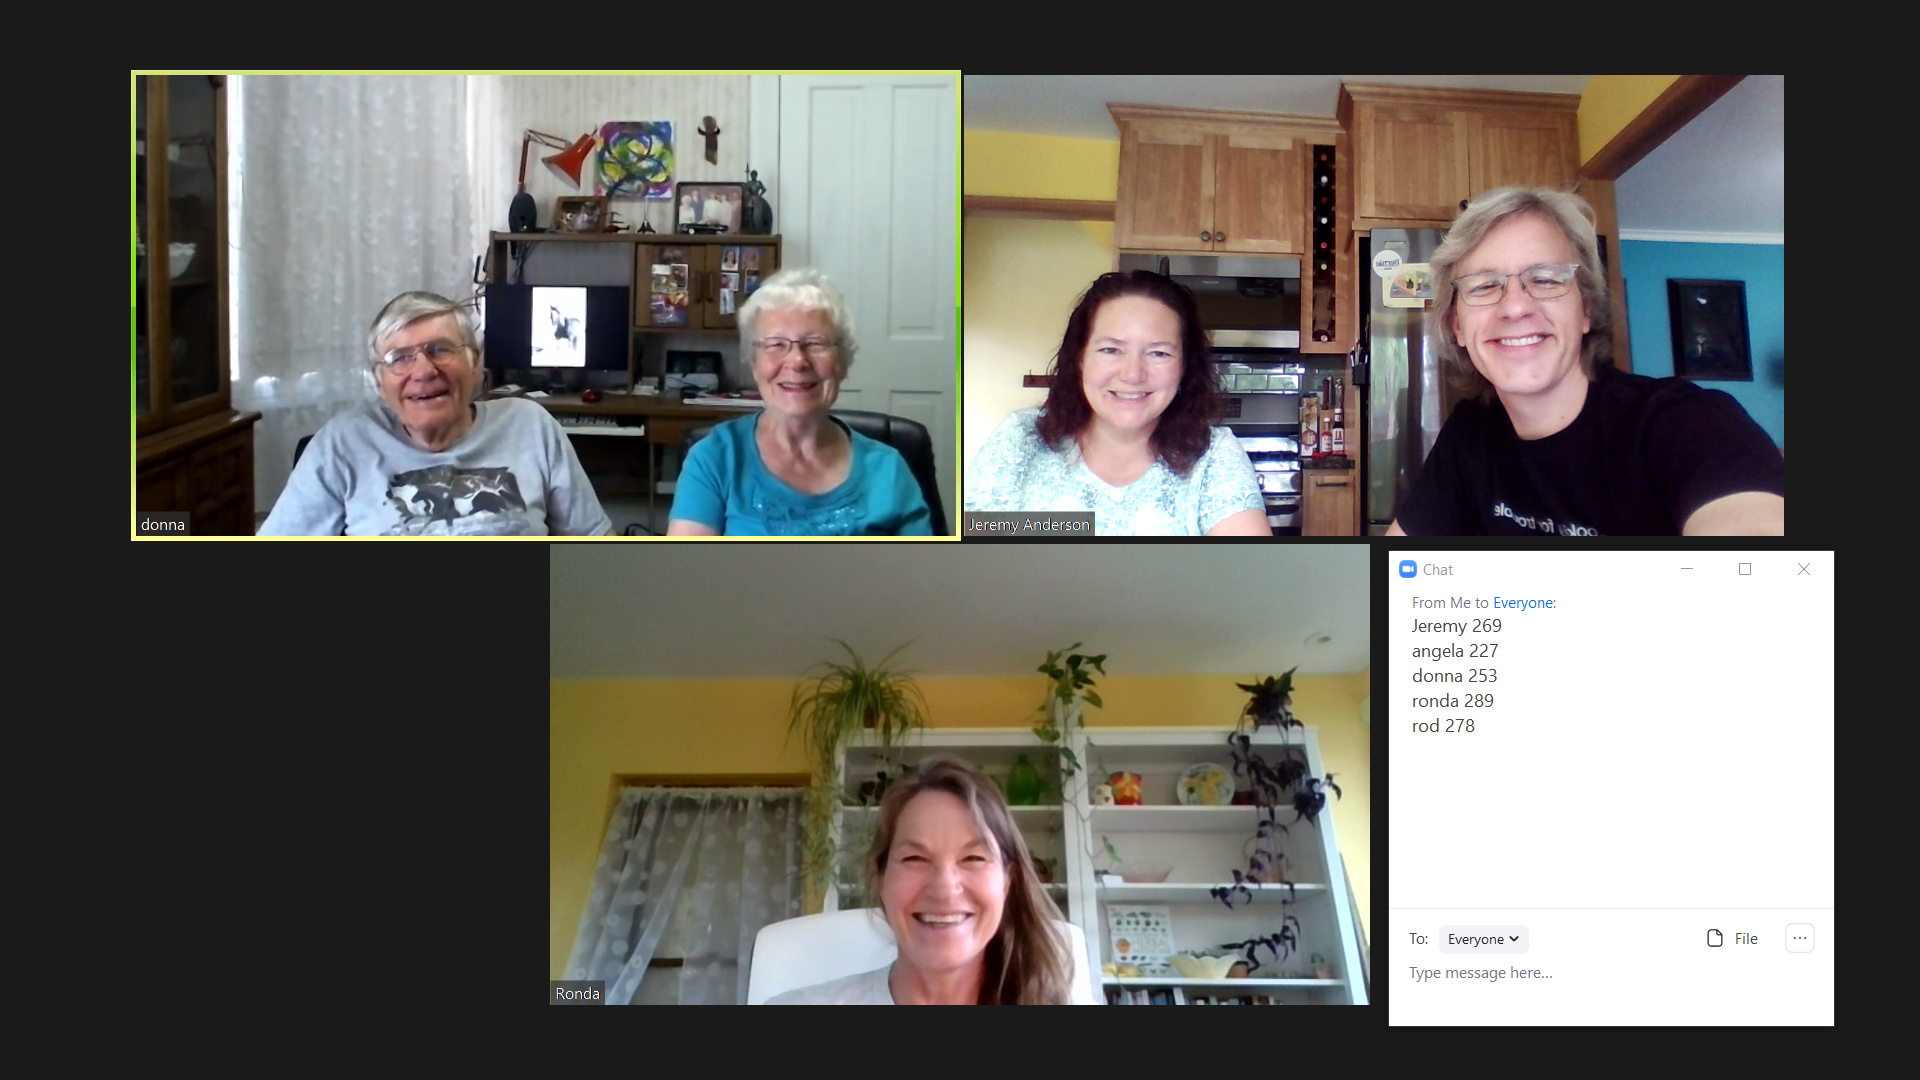 donna
Jeremy Anderson
Bernie
Ronda
Chat
From Me to Everyone:
Jeremy 269
angela 227
donna 253
ronda 289
rod 278
To: Everyone File
Type message here...